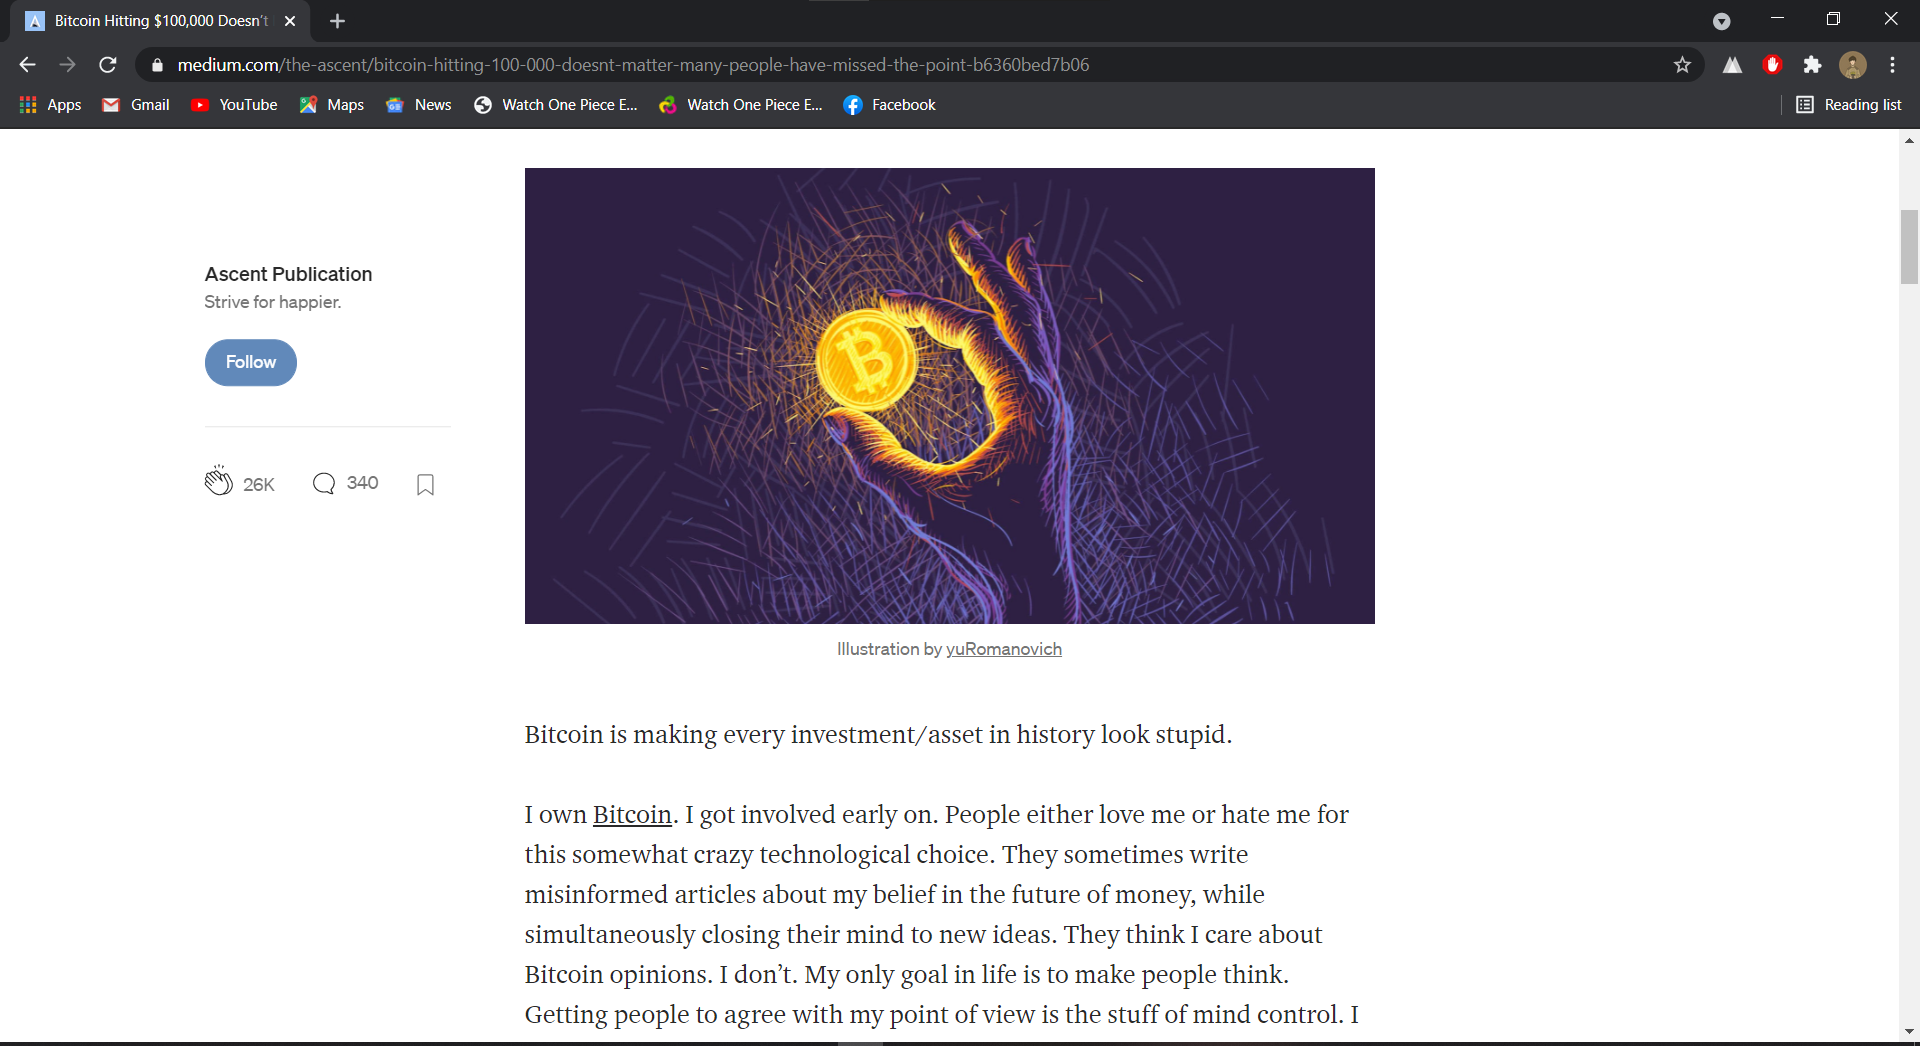 Bitcoin Hitting $100,000 Doesn't
medium.com/the-ascent/bitcoin-hitting-100-000-doesnt-matter-many-people-have-missed-the-point-b6360bed7b06
Apps Gmail YouTube Maps News Watch One Piece E... Watch One Piece E... Facebook Reading list
Ascent Publication
Strive for happier.
Follow
26K 340
Illustration by yuRomanovich
Bitcoin is making every investment/asset in history look stupid.
I own Bitcoin. I got involved early on. People either love me or hate me for
this somewhat crazy technological choice. They sometimes write
misinformed articles about my belief in the future of money, while
simultaneously closing their mind to new ideas. They think I care about
Bitcoin opinions. I don’t. My only goal in life is to make people think.
Getting people to agree with my point of view is the stuff of mind control. I